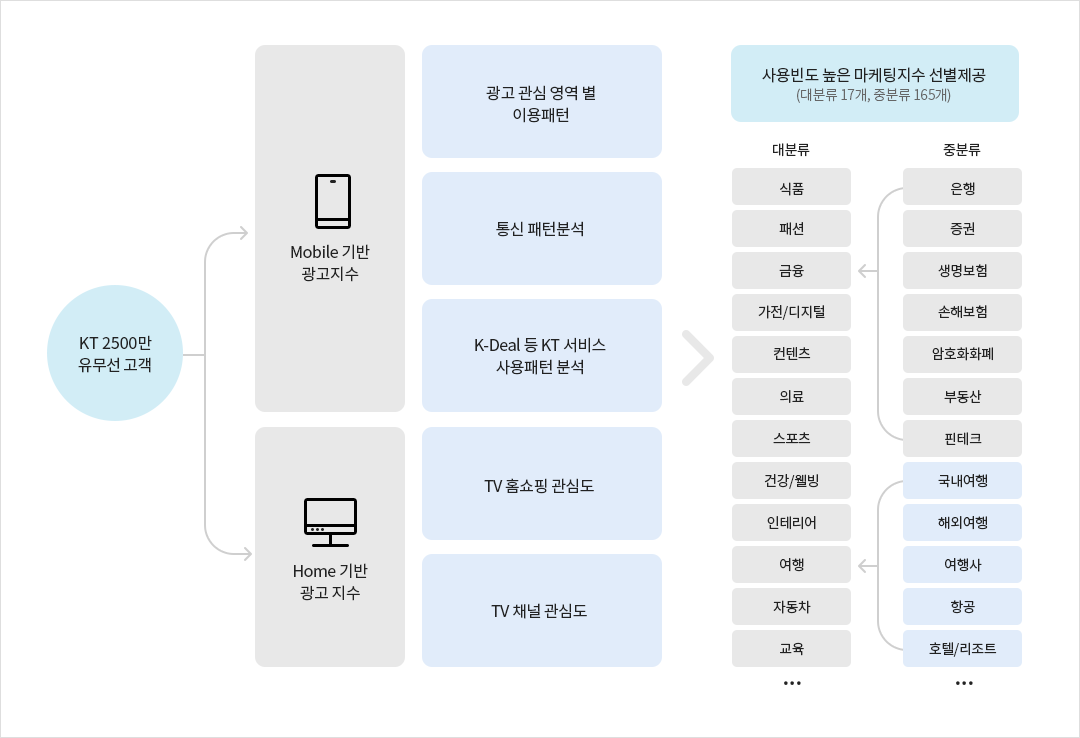 KT 2500만
유무선 고객
Mobile 기반
광고지수
Home 기반
광고 지수
광고 관심 영역 별
이용패턴
통신 패턴분석
K-Deal 등 KT 서비스
사용패턴 분석
TV 홈쇼핑 관심도
TV 채널 관심도
사용빈도 높은 마케팅지수 선별제공
(대분류 17개, 중분류 165개)
대분류
식품
패션
금융
가전/디지털
컨텐츠
의료
스포츠
건강/웰빙
인테리어
여행
자동차
교육
•••
중분류
은행
증권
생명보험
손해보험
암호화화폐
부동산
핀테크
국내여행
해외여행
여행사
항공
호텔/리조트
•••